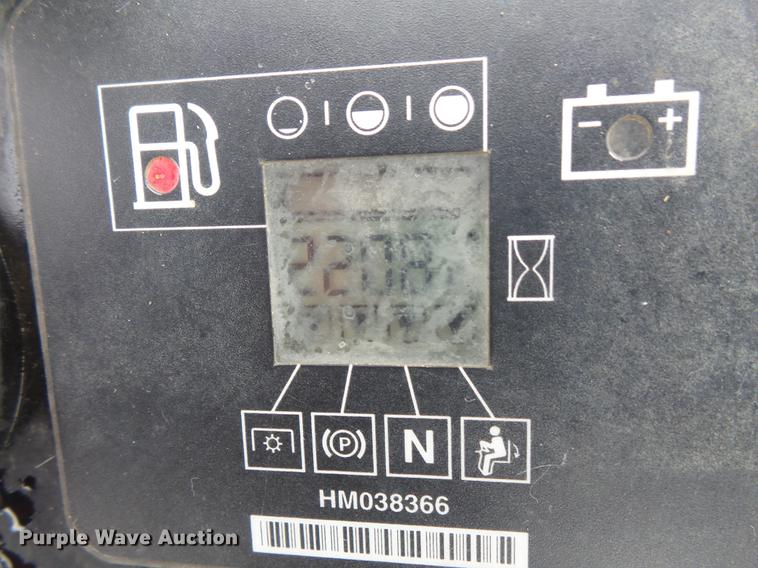 - +
P
N
HM038366
Purple Wave Auction